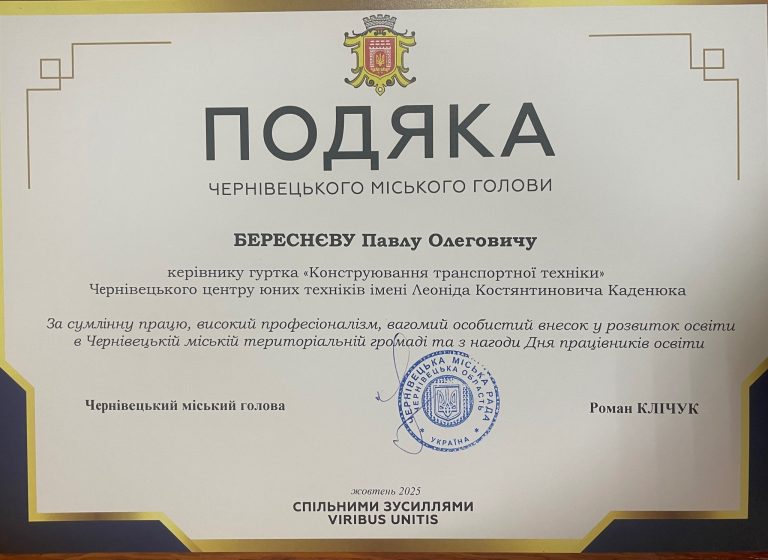 ПОДЯКА
ЧЕРНІВЕЦЬКОГО МІСЬКОГО ГОЛОВИ
БЕРЕСНЄВУ Павлу Олеговичу
керівнику гуртка «Конструювання транспортної техніки»
Чернівецького центру юних техніків імені Леоніда Костянтиновича Каденюка
За сумлінну працю, високий професіоналізм, вагомий особистий внесок у розвиток освіти
в Чернівецькій міській територіальній громаді та з нагоди Дня працівників освіти
Чернівецький міський голова
ЧЕРНІВЕЦЬКА МІСЬКА РАДА
ЧЕРНІВЕЦЬКА ОБЛАСТЬ
* УКРАЇНА *
Роман КЛІЧУК
жовтень 2025
СПІЛЬНИМИ ЗУСИЛЛЯМИ
VIRIBUS UNITIS